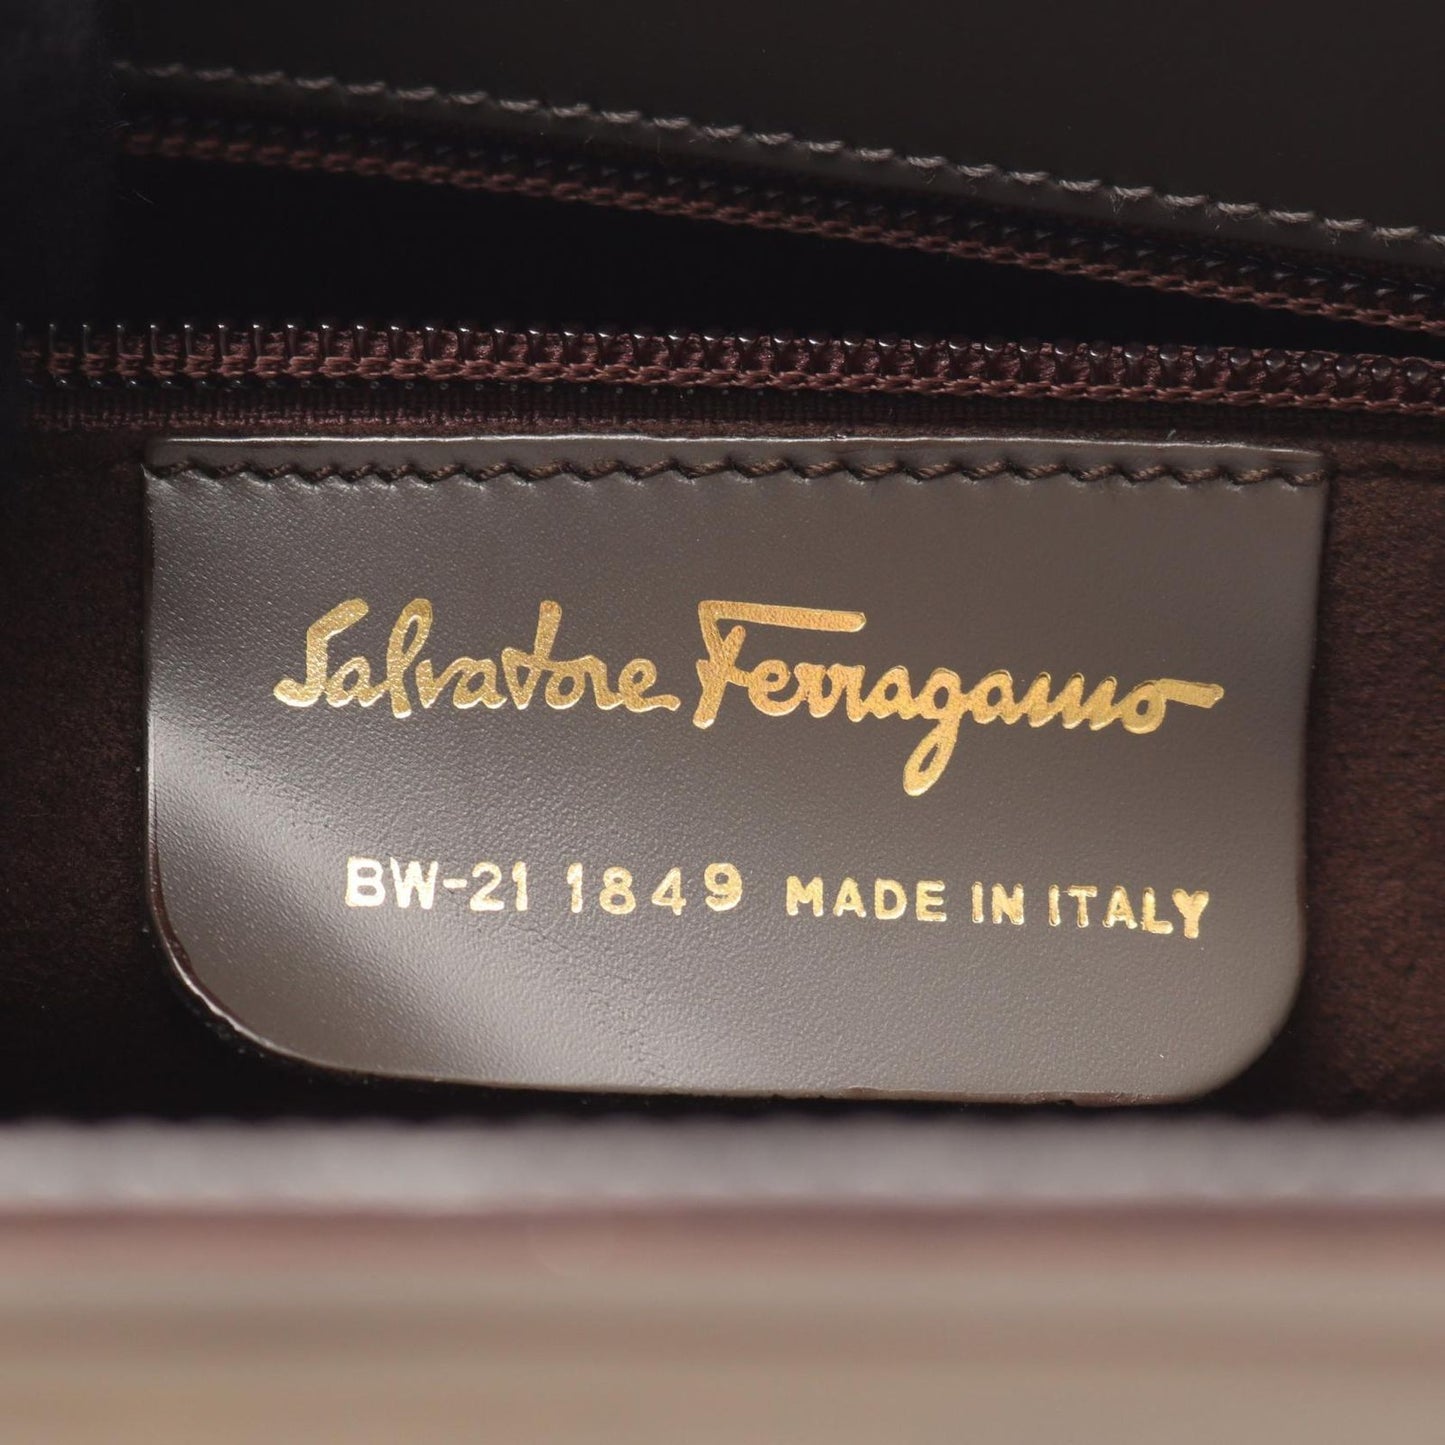 Salvatore Ferragamo
BW-21 1849 MADE IN ITALY